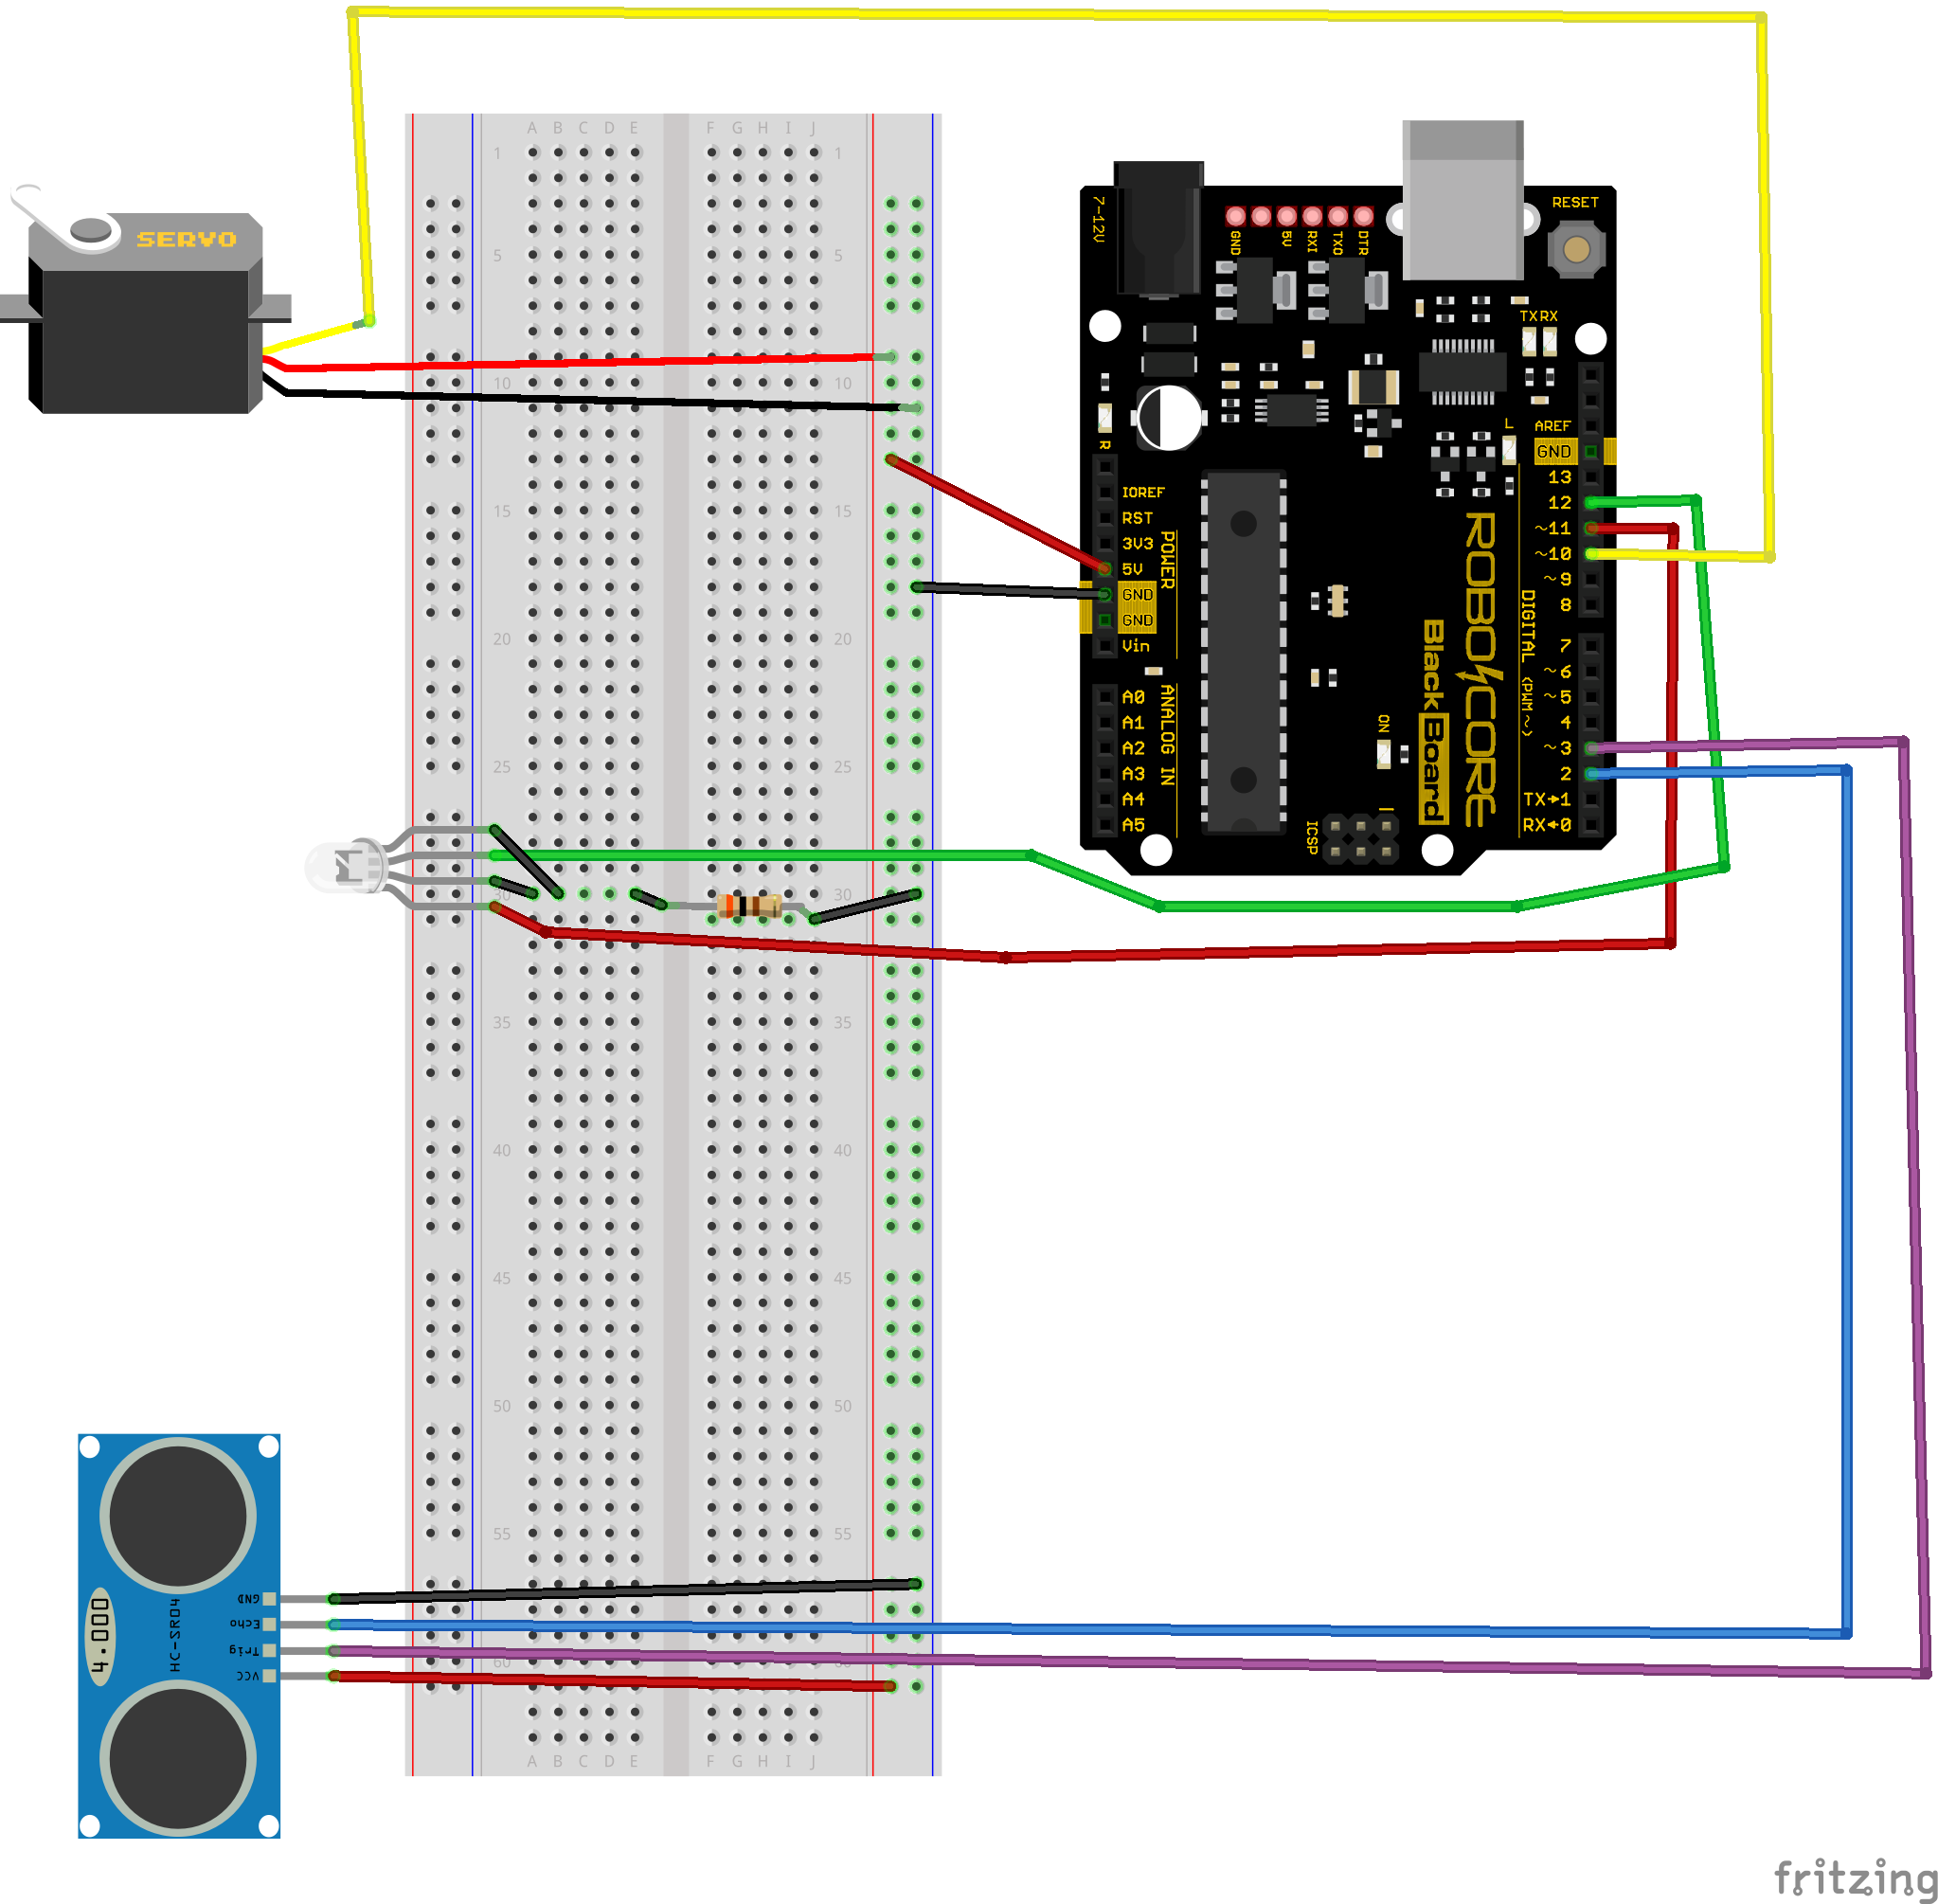 SERVO
A B C D E F G H I J
1 1
5 5
10 10
15 15
20 20
25 25
30 30
35 35
40 40
45 45
50 50
55 55
60
A B C D E F G H I J
7-12V
GND
5V
RXI
TXO
DTR
RESET
TX RX
L
R
AREF
GND
13
12
~11
~10
~9
8
7
~6
~5
4
~3
2
TX→1
RX←0
IOREF
RST
3V3
5V
GND
GND
Vin
POWER
A0
A1
A2
A3
A4
A5
ANALOG IN
DIGITAL (PWM ~)
ROBOCORE
BlackBoard
ON
ICSP
1
GND
Echo
Trig
VCC
HC-SR04
4.000
fritzing